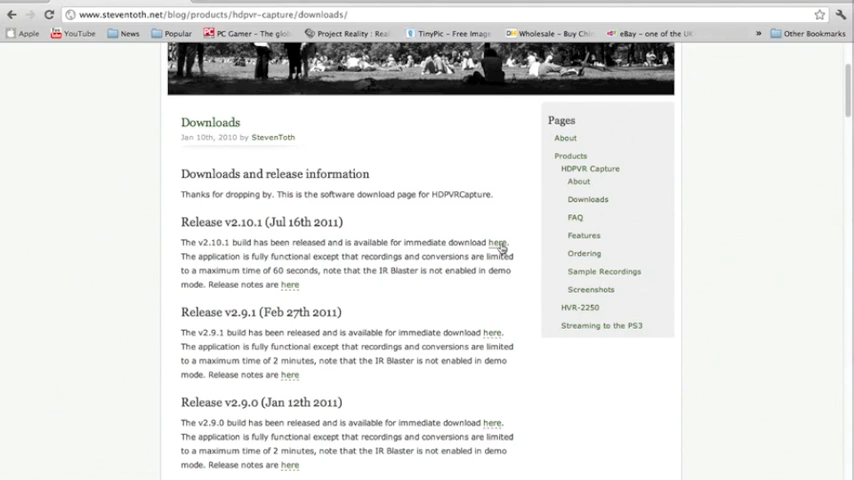 www.steventoth.net/blog/products/hdpvr-capture/downloads/
Apple YouTube News Popular PC Gamer - The glob Project Reality : Real TinyPic - Free Image Wholesale - Buy Chin eBay - one of the UK » Other Bookmarks
Downloads
Jan 10th, 2010 by StevenToth
Downloads and release information
Thanks for dropping by. This is the software download page for HDPVRCapture.
Release v2.10.1 (Jul 16th 2011)
The v2.10.1 build has been released and is available for immediate download here.
The application is fully functional except that recordings and conversions are limited
to a maximum time of 60 seconds, note that the IR Blaster is not enabled in demo
mode. Release notes are here
Release v2.9.1 (Feb 27th 2011)
The v2.9.1 build has been released and is available for immediate download here.
The application is fully functional except that recordings and conversions are limited
to a maximum time of 2 minutes, note that the IR Blaster is not enabled in demo
mode. Release notes are here
Release v2.9.0 (Jan 12th 2011)
The v2.9.0 build has been released and is available for immediate download here.
The application is fully functional except that recordings and conversions are limited
to a maximum time of 2 minutes, note that the IR Blaster is not enabled in demo
mode. Release notes are here
Pages
About
Products
HDPVR Capture
About
Downloads
FAQ
Features
Ordering
Sample Recordings
Screenshots
HVR-2250
Streaming to the PS3